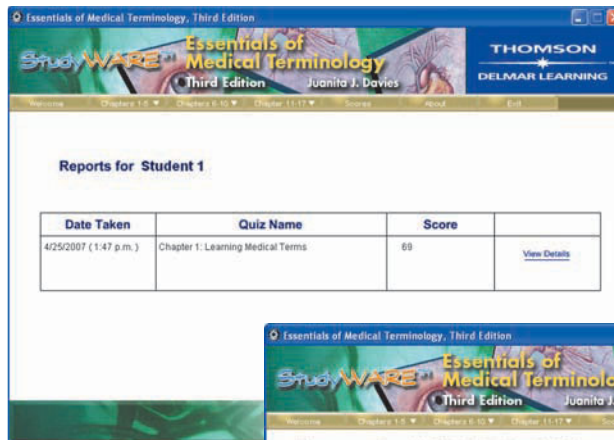 Essentials of Medical Terminology, Third Edition
StudyWARE™
Essentials of
Medical Terminology
Third Edition Juanita J. Davies
THOMSON
DELMAR LEARNING
Welcome Chapters 1-5 ▼ Chapters 6-10 ▼ Chapter 11-17 ▼ Scores About Exit
Reports for Student 1
Date Taken Quiz Name Score
4/25/2007 (1:47 p.m.) Chapter 1: Learning Medical Terms 69 View Details
Essentials of Medical Terminology, Third Edition
StudyWARE™
Essentials of
Medical Terminolo
Third Edition Juanita J.
Welcome Chapters 1-5 ▼ Chapters 6-10 ▼ Chapter 11-17 ▼